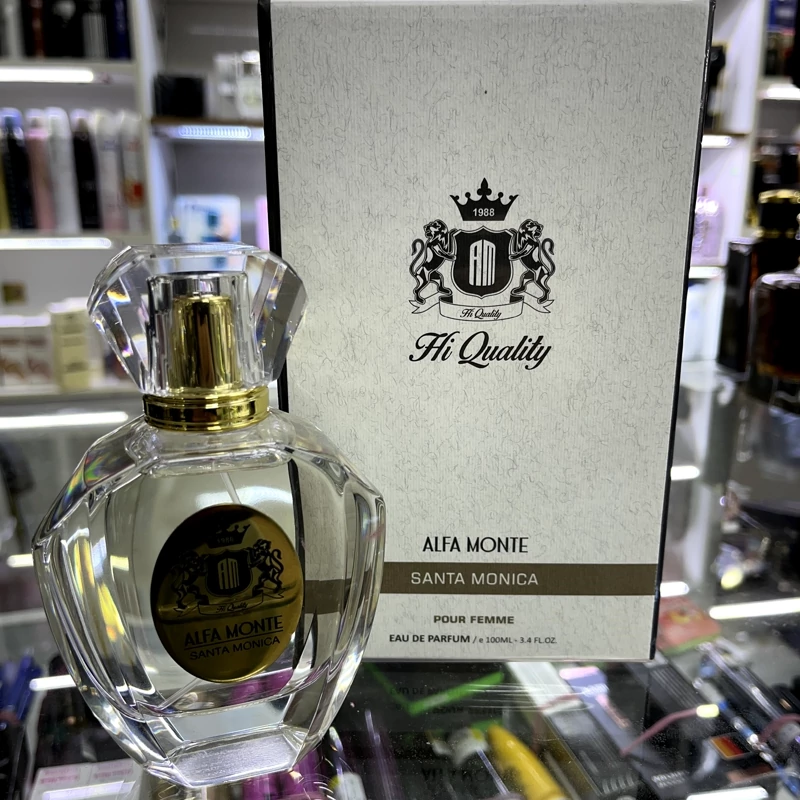 1988
AM
Hi Quality
Hi Quality
ALFA MONTE
SANTA MONICA
POUR FEMME
EAU DE PARFUM / e 100ML - 3.4 FL.OZ.
1988
AM
Hi Quality
ALFA MONTE
SANTA MONICA